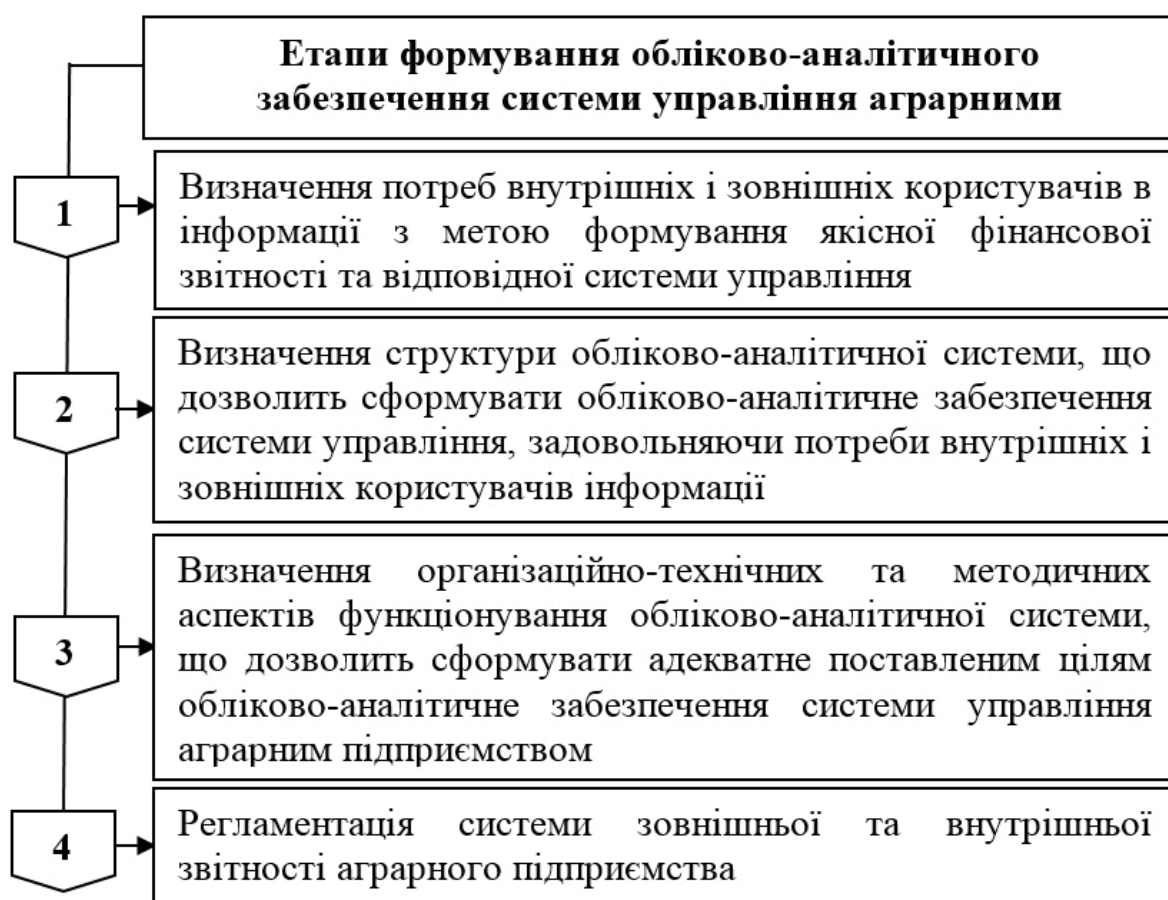 Етапи формування обліково-аналітичного
забезпечення системи управління аграрними
1
Визначення потреб внутрішніх і зовнішніх користувачів в
інформації з метою формування якісної фінансової
звітності та відповідної системи управління
2
Визначення структури обліково-аналітичної системи, що
дозволить сформувати обліково-аналітичне забезпечення
системи управління, задовольняючи потреби внутрішніх і
зовнішніх користувачів інформації
3
Визначення організаційно-технічних та методичних
аспектів функціонування обліково-аналітичної системи,
що дозволить сформувати адекватне поставленим цілям
обліково-аналітичне забезпечення системи управління
аграрним підприємством
4
Регламентація системи зовнішньої та внутрішньої
звітності аграрного підприємства